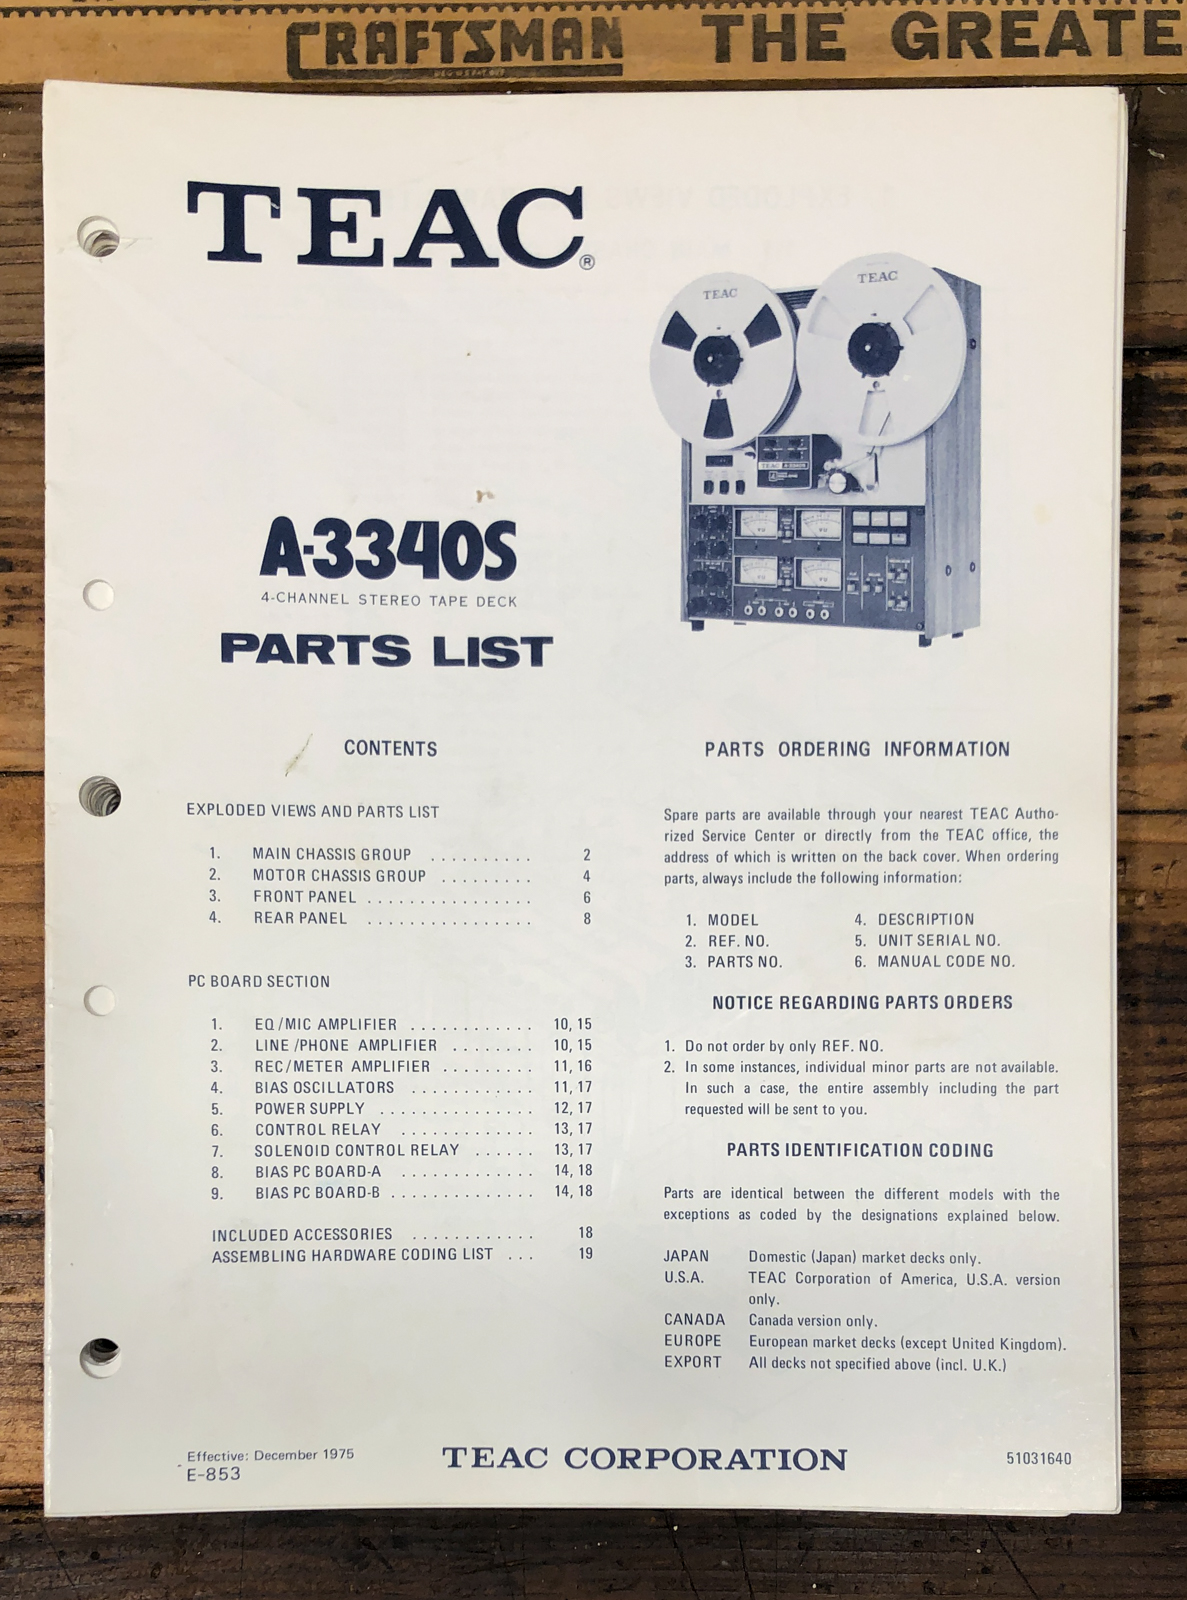 CRAFTSMAN THE GREATE
TEAC®
TEAC
TEAC
TEAC A-3340S
A-3340S
4-CHANNEL STEREO TAPE DECK
PARTS LIST
CONTENTS
EXPLODED VIEWS AND PARTS LIST
1. MAIN CHASSIS GROUP .......... 2
2. MOTOR CHASSIS GROUP ......... 4
3. FRONT PANEL ................ 6
4. REAR PANEL ................ 8
PC BOARD SECTION
1. EQ/MIC AMPLIFIER ............ 10, 15
2. LINE/PHONE AMPLIFIER ........ 10, 15
3. REC/METER AMPLIFIER ......... 11, 16
4. BIAS OSCILLATORS ............ 11, 17
5. POWER SUPPLY ............... 12, 17
6. CONTROL RELAY ............. 13, 17
7. SOLENOID CONTROL RELAY ...... 13, 17
8. BIAS PC BOARD-A ............. 14, 18
9. BIAS PC BOARD-B .............. 14, 18
INCLUDED ACCESSORIES ............ 18
ASSEMBLING HARDWARE CODING LIST ... 19
PARTS ORDERING INFORMATION
Spare parts are available through your nearest TEAC Autho-
rized Service Center or directly from the TEAC office, the
address of which is written on the back cover. When ordering
parts, always include the following information:
1. MODEL 4. DESCRIPTION
2. REF. NO. 5. UNIT SERIAL NO.
3. PARTS NO. 6. MANUAL CODE NO.
NOTICE REGARDING PARTS ORDERS
1. Do not order by only REF. NO.
2. In some instances, individual minor parts are not available.
In such a case, the entire assembly including the part
requested will be sent to you.
PARTS IDENTIFICATION CODING
Parts are identical between the different models with the
exceptions as coded by the designations explained below.
JAPAN Domestic (Japan) market decks only.
U.S.A. TEAC Corporation of America, U.S.A. version
only.
CANADA Canada version only.
EUROPE European market decks (except United Kingdom).
EXPORT All decks not specified above (incl. U.K.)
Effective: December 1975
E-853
TEAC CORPORATION
51031640